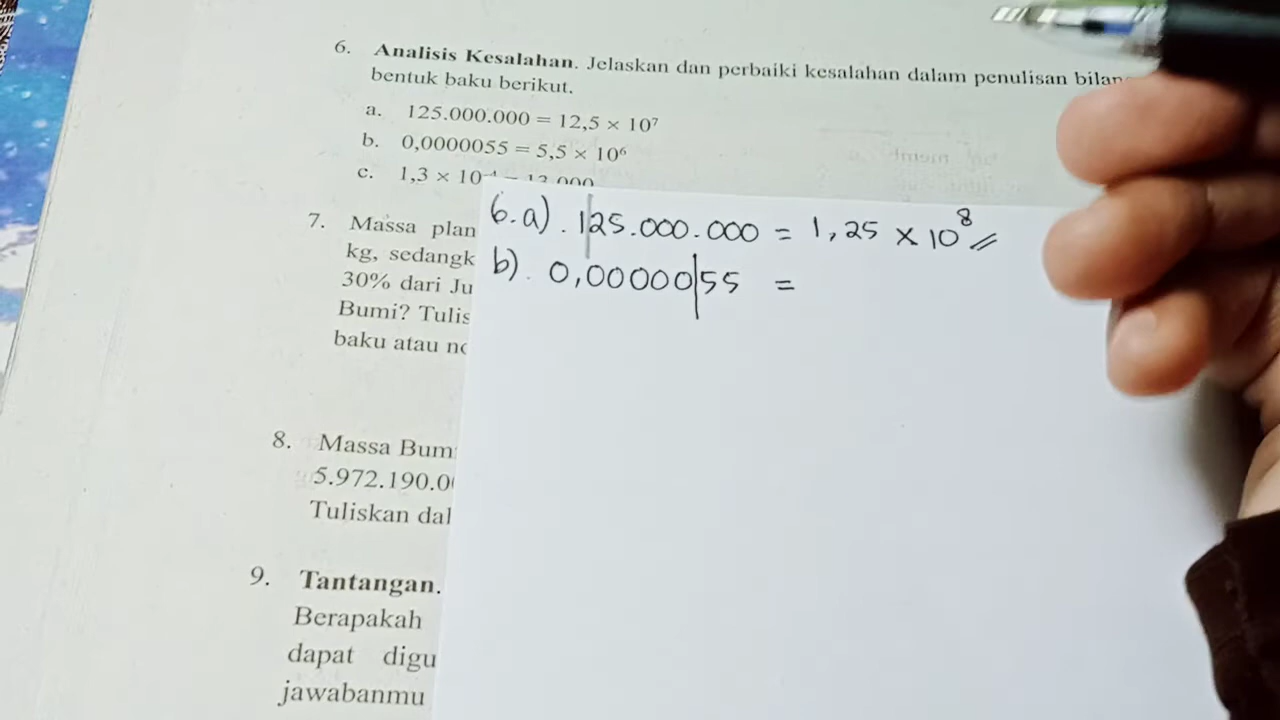 6. Analisis Kesalahan. Jelaskan dan perbaiki kesalahan dalam penulisan
bentuk baku berikut.
a. 125.000.000 = 12,5 × 10⁷
b. 0,0000055 = 5,5 × 10⁶
c. 1,3 × 10
6.a). 125.000.000 = 1,25 × 10⁸
b). 0,00000|55 =
7. Massa plan
kg, sedangk
30% dari Ju
Bumi? Tulis
baku atau
8. Massa Bum
5.972.190.0
Tuliskan dal
9. Tantangan.
Berapakah
dapat digu
jawabanmu